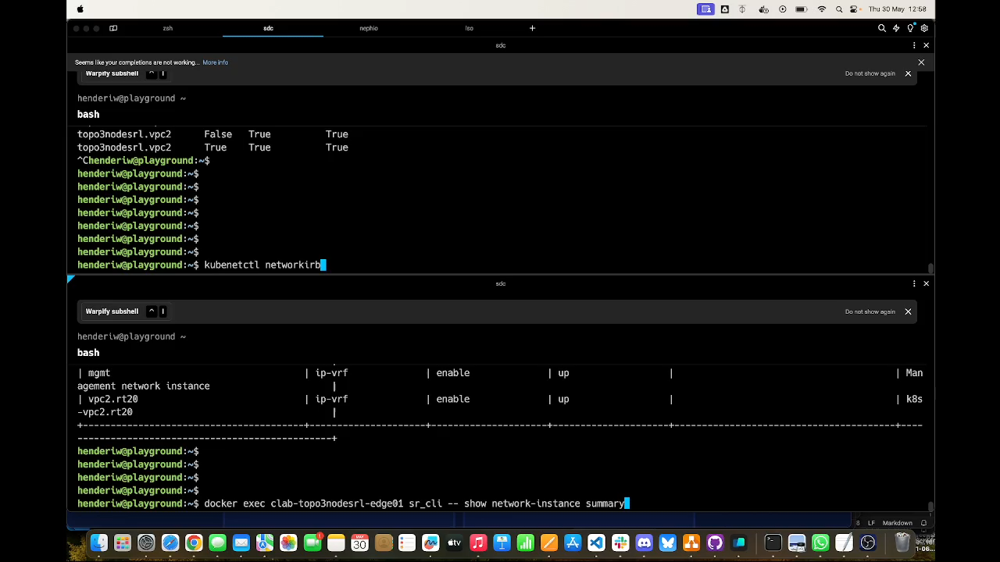 Thu 30 May 12:58
zsh
sdc
nephio
lso
+
sdc
Seems like your completions are not working... More info
Warpify subshell ^ I
Do not show again
henderiw@playground ~
bash
topo3nodesrl.vpc2 False True True
topo3nodesrl.vpc2 True True True
^Chenderiw@playground:~$
henderiw@playground:~$
henderiw@playground:~$
henderiw@playground:~$
henderiw@playground:~$
henderiw@playground:~$
henderiw@playground:~$
henderiw@playground:~$
henderiw@playground:~$ kubenetctl networkirb
sdc
Warpify subshell ^ I
Do not show again
henderiw@playground ~
bash
| mgmt | ip-vrf | enable | up | | Man
agement network instance |
| vpc2.rt20 | ip-vrf | enable | up | | k8s
-vpc2.rt20 |
+-----------------------------------------+----------------------+----------------------+----------------------+-----------------------------------------+----
----------------------------------------------+
henderiw@playground:~$
henderiw@playground:~$
henderiw@playground:~$
henderiw@playground:~$
henderiw@playground:~$ docker exec clab-topo3nodesrl-edge01 sr_cli -- show network-instance summary
8 LF Markdown